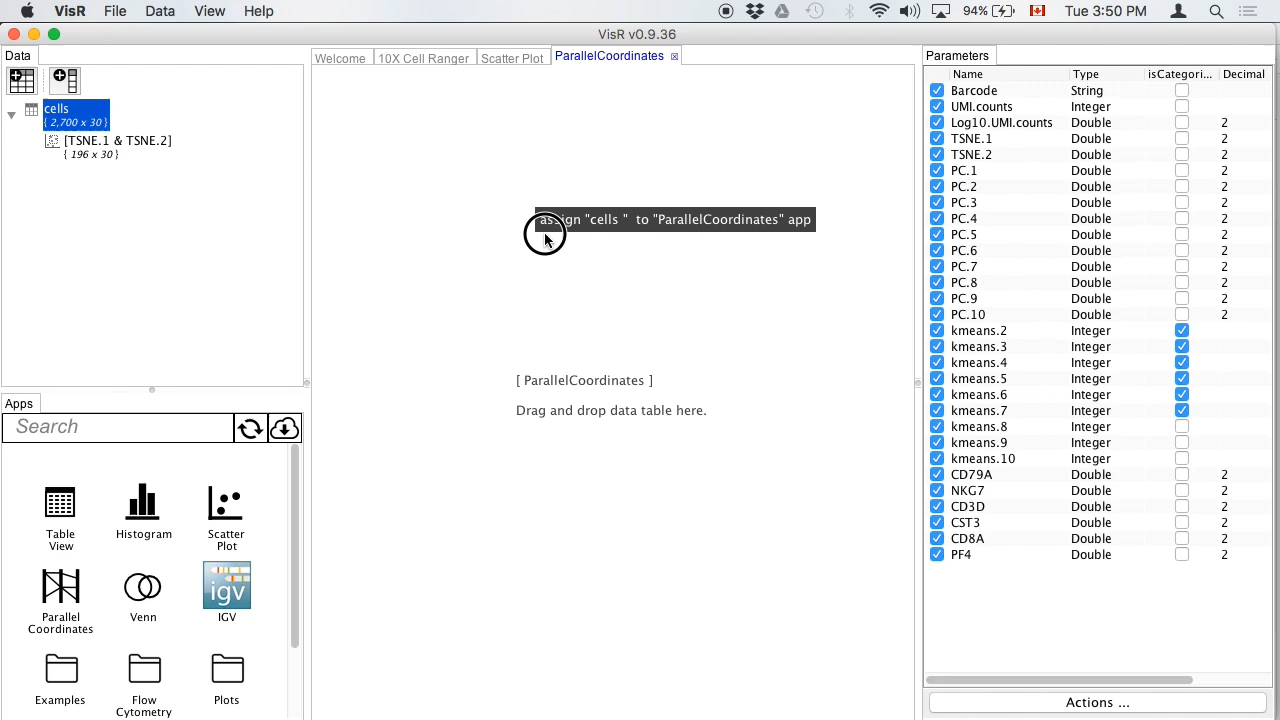 VisR File Data View Help
94% Tue 3:50 PM
VisR v0.9.36
Data
cells
{ 2,700 x 30 }
[TSNE.1 & TSNE.2]
{ 196 x 30 }
Apps
Search
Table View
Histogram
Scatter Plot
Parallel Coordinates
Venn
igv
IGV
Examples
Flow Cytometry
Plots
Welcome 10X Cell Ranger Scatter Plot ParallelCoordinates
assign "cells " to "ParallelCoordinates" app
[ ParallelCoordinates ]
Drag and drop data table here.
Parameters
Name Type isCategori... Decimal
Barcode String
UMI.counts Integer
Log10.UMI.counts Double 2
TSNE.1 Double 2
TSNE.2 Double 2
PC.1 Double 2
PC.2 Double 2
PC.3 Double 2
PC.4 Double 2
PC.5 Double 2
PC.6 Double 2
PC.7 Double 2
PC.8 Double 2
PC.9 Double 2
PC.10 Double 2
kmeans.2 Integer
kmeans.3 Integer
kmeans.4 Integer
kmeans.5 Integer
kmeans.6 Integer
kmeans.7 Integer
kmeans.8 Integer
kmeans.9 Integer
kmeans.10 Integer
CD79A Double 2
NKG7 Double 2
CD3D Double 2
CST3 Double 2
CD8A Double 2
PF4 Double 2
Actions ...